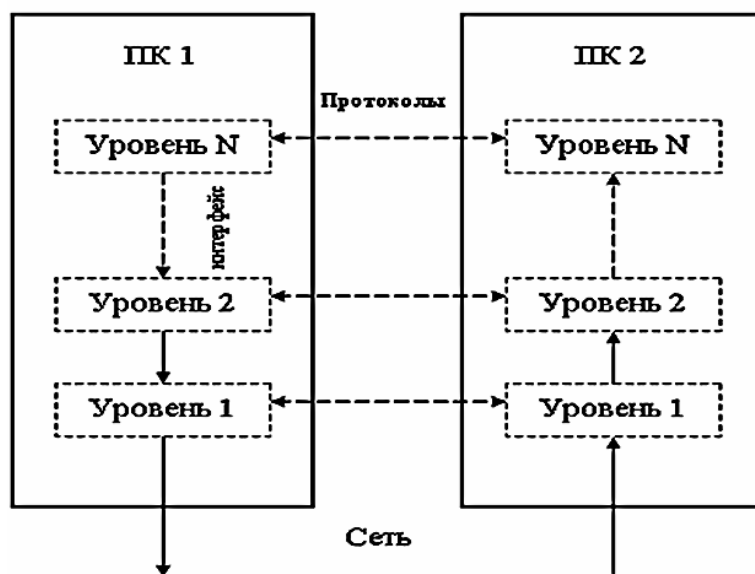 ПК 1
ПК 2
Протоколы
Уровень N
Уровень N
интерфейс
Уровень 2
Уровень 2
Уровень 1
Уровень 1
Сеть